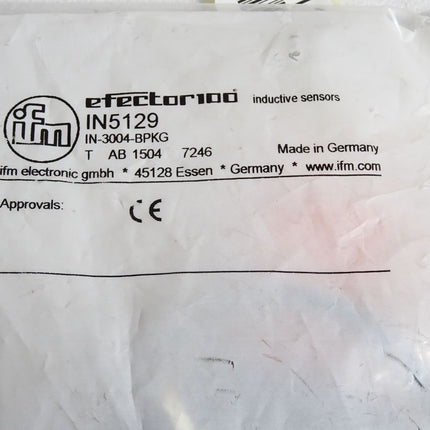 ifm
efector100 inductive sensors
IN5129
IN-3004-BPKG
T AB 1504 7246 Made in Germany
ifm electronic gmbh * 45128 Essen * Germany * www.ifm.com
Approvals: CE